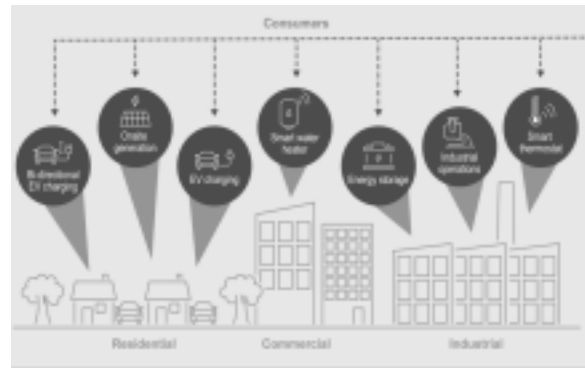 Consumers
Bi-directional
EV charging
Onsite
generation
EV charging
Smart water
heater
Energy storage
Industrial
operations
Smart
thermostat
Residential
Commercial
Industrial